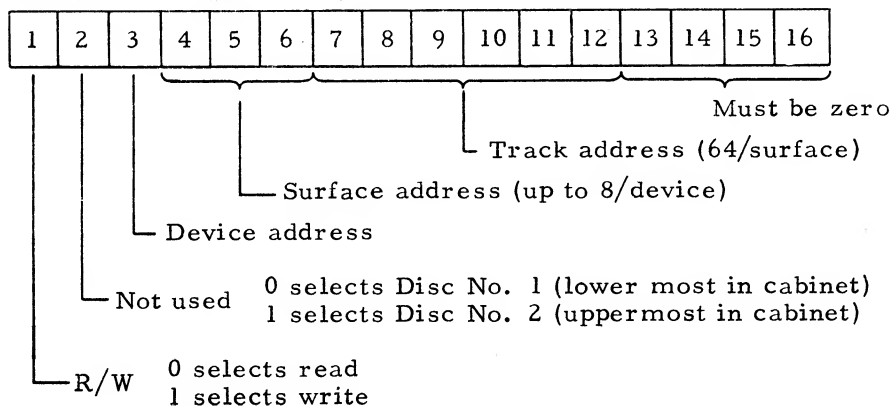 1 2 3 4 5 6 7 8 9 10 11 12 13 14 15 16
Must be zero
Track address (64/surface)
Surface address (up to 8/device)
Device address
Not used 0 selects Disc No. 1 (lower most in cabinet)
1 selects Disc No. 2 (uppermost in cabinet)
R/W 0 selects read
1 selects write